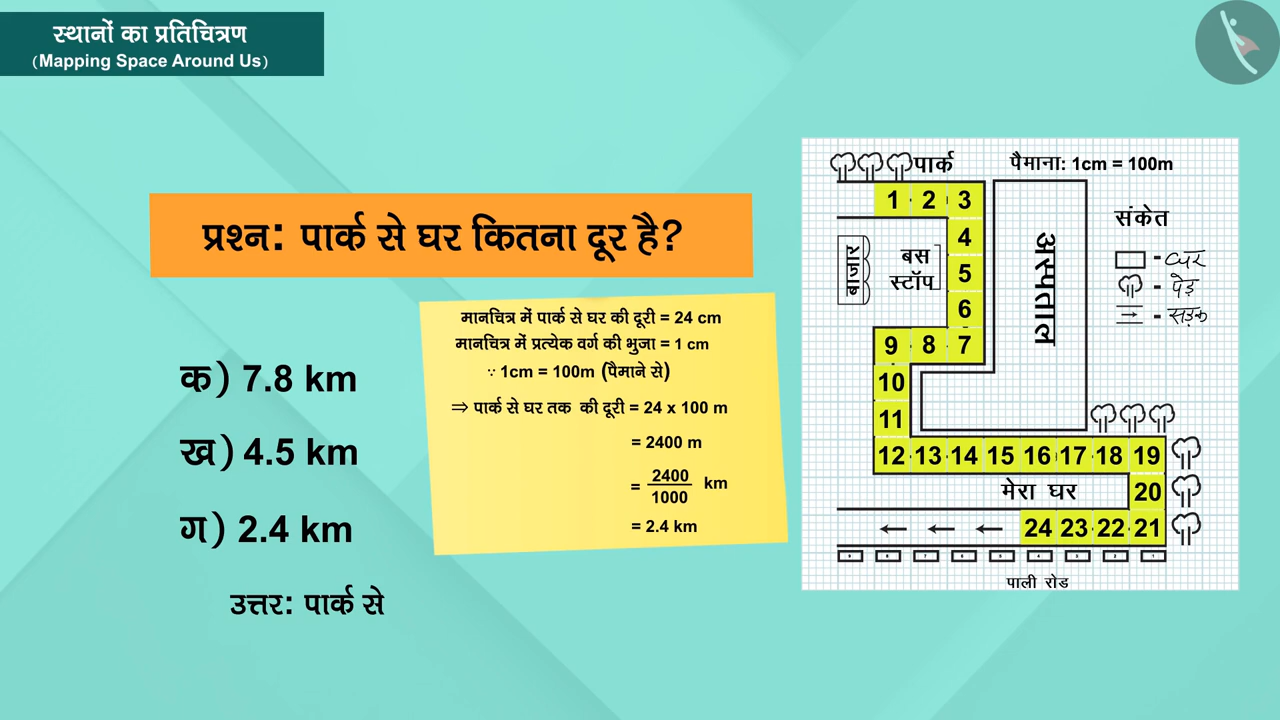 स्थानों का प्रतिचित्रण
(Mapping Space Around Us)
प्रश्न: पार्क से घर कितना दूर है?
क) 7.8 km
ख) 4.5 km
ग) 2.4 km
उत्तर: पार्क से
मानचित्र में पार्क से घर की दूरी = 24 cm
मानचित्र में प्रत्येक वर्ग की भुजा = 1 cm
∵ 1cm = 100m (पैमाने से)
⇒ पार्क से घर तक की दूरी = 24 x 100 m
= 2400 m
= 2400/1000 km
= 2.4 km
पार्क
पैमाना: 1cm = 100m
1 2 3
4
5
6
9 8 7
10
11
12 13 14 15 16 17 18 19
20
24 23 22 21
बाजार
बस
स्टॉप
अस्पताल
संकेत
- घर
- पेड़
- सड़क
मेरा घर
पाली रोड